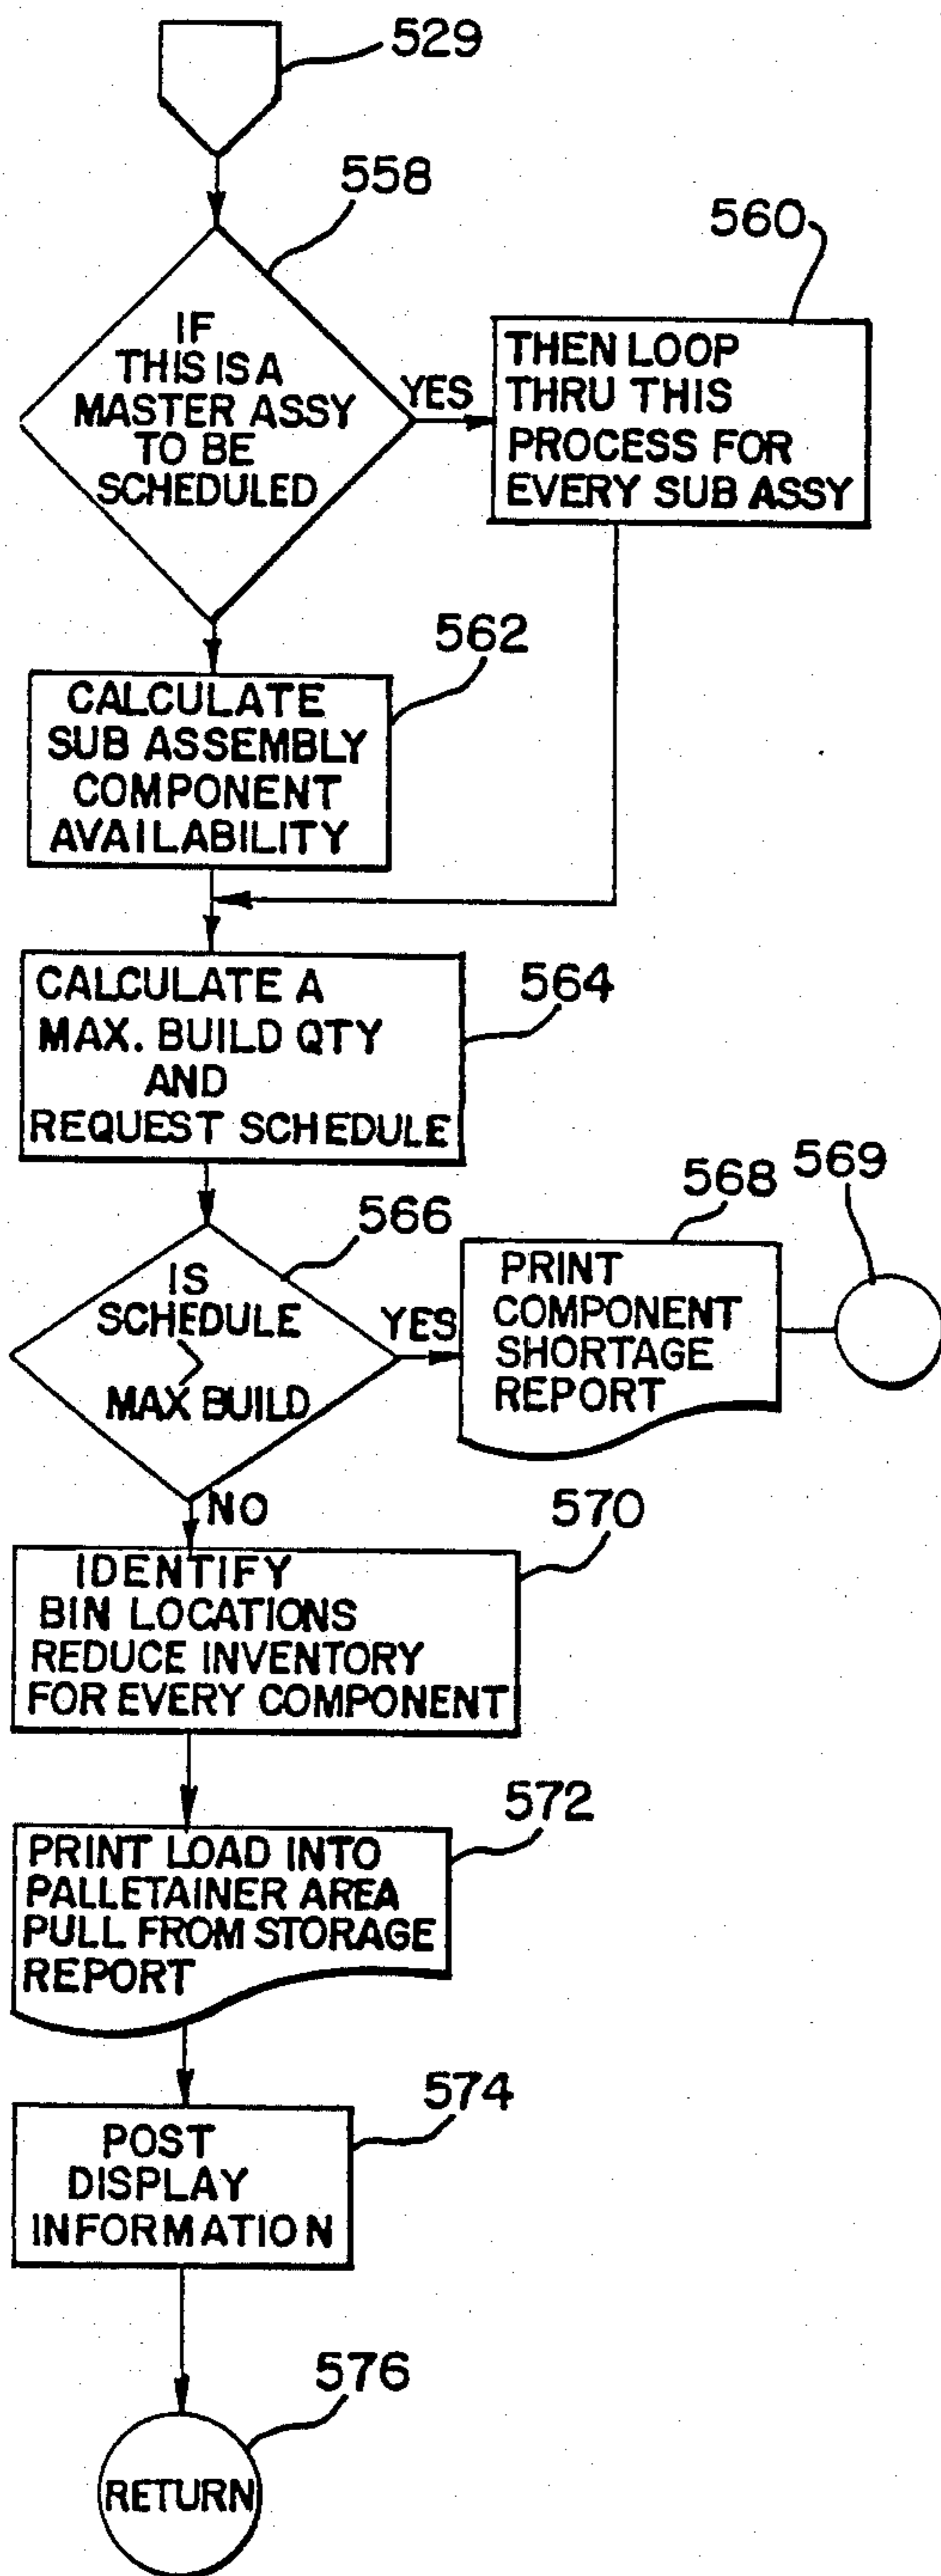 529
558
560
IF
THIS IS A
MASTER ASSY
TO BE
SCHEDULED
YES
THEN LOOP
THRU THIS
PROCESS FOR
EVERY SUB ASSY
562
CALCULATE
SUB ASSEMBLY
COMPONENT
AVAILABILITY
564
CALCULATE A
MAX. BUILD QTY
AND
REQUEST SCHEDULE
566
568
569
IS
SCHEDULE
>
MAX BUILD
YES
PRINT
COMPONENT
SHORTAGE
REPORT
NO
570
IDENTIFY
BIN LOCATIONS
REDUCE INVENTORY
FOR EVERY COMPONENT
572
PRINT LOAD INTO
PALLETAINER AREA
PULL FROM STORAGE
REPORT
574
POST
DISPLAY
INFORMATION
576
RETURN